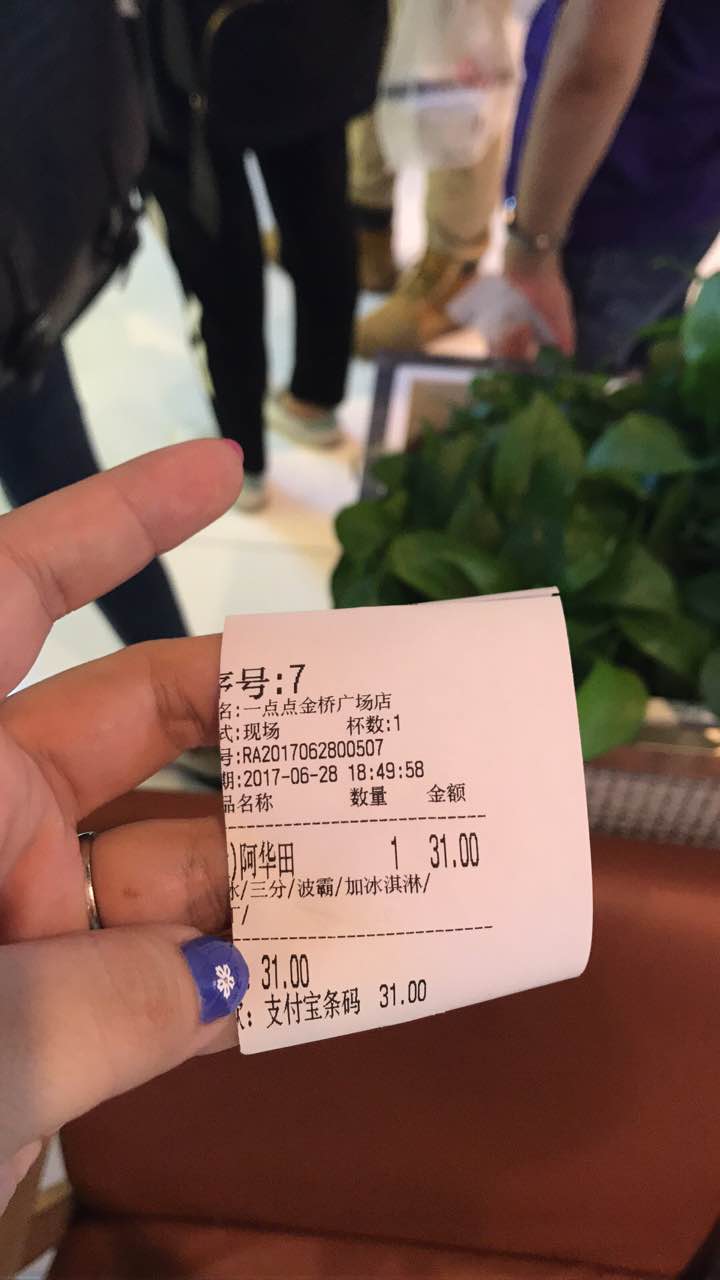 号:7
名:一点点金桥广场店
式:现场 杯数:1
号:RA2017062800507
期:2017-06-28 18:49:58
品名称 数量 金额
)阿华田 1 31.00
冰/三分/波霸/加冰淇淋/
/
31.00
支付宝条码 31.00